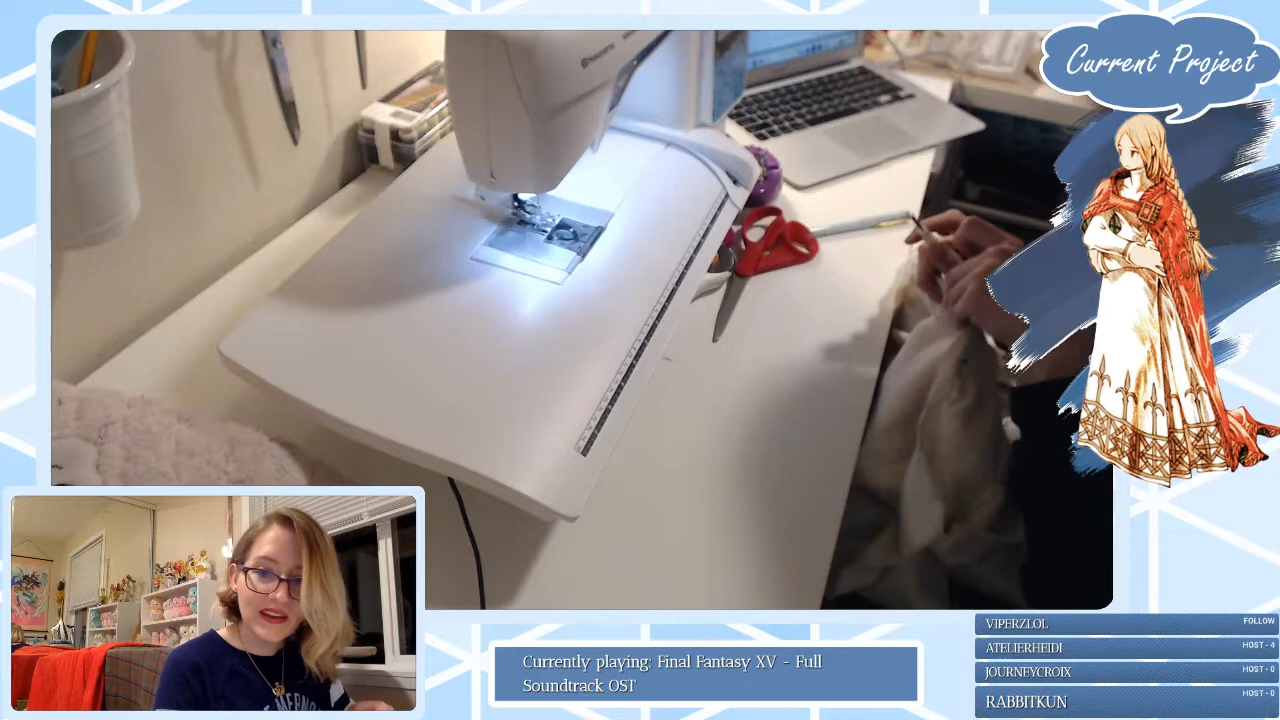 Current Project
Currently playing: Final Fantasy XV - Full
Soundtrack OST
VIPERZLOL FOLLOW
ATELIERHEIDI HOST - 4
JOURNEYCROIX HOST - 0
RABBITKUN HOST - 0